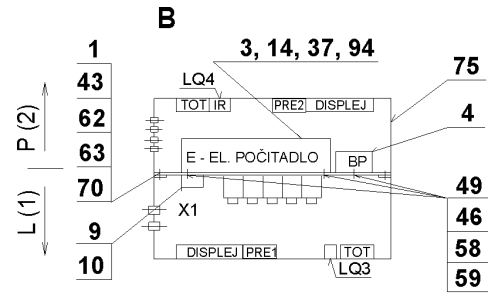 B
1
43
62
63
70
9
10
P (2)
L (1)
3, 14, 37, 94
75
4
49
46
58
59
LQ4
TOT IR
PRE2 DISPLEJ
E - EL. POČITADLO
BP
X1
DISPLEJ PRE1
TOT
LQ3